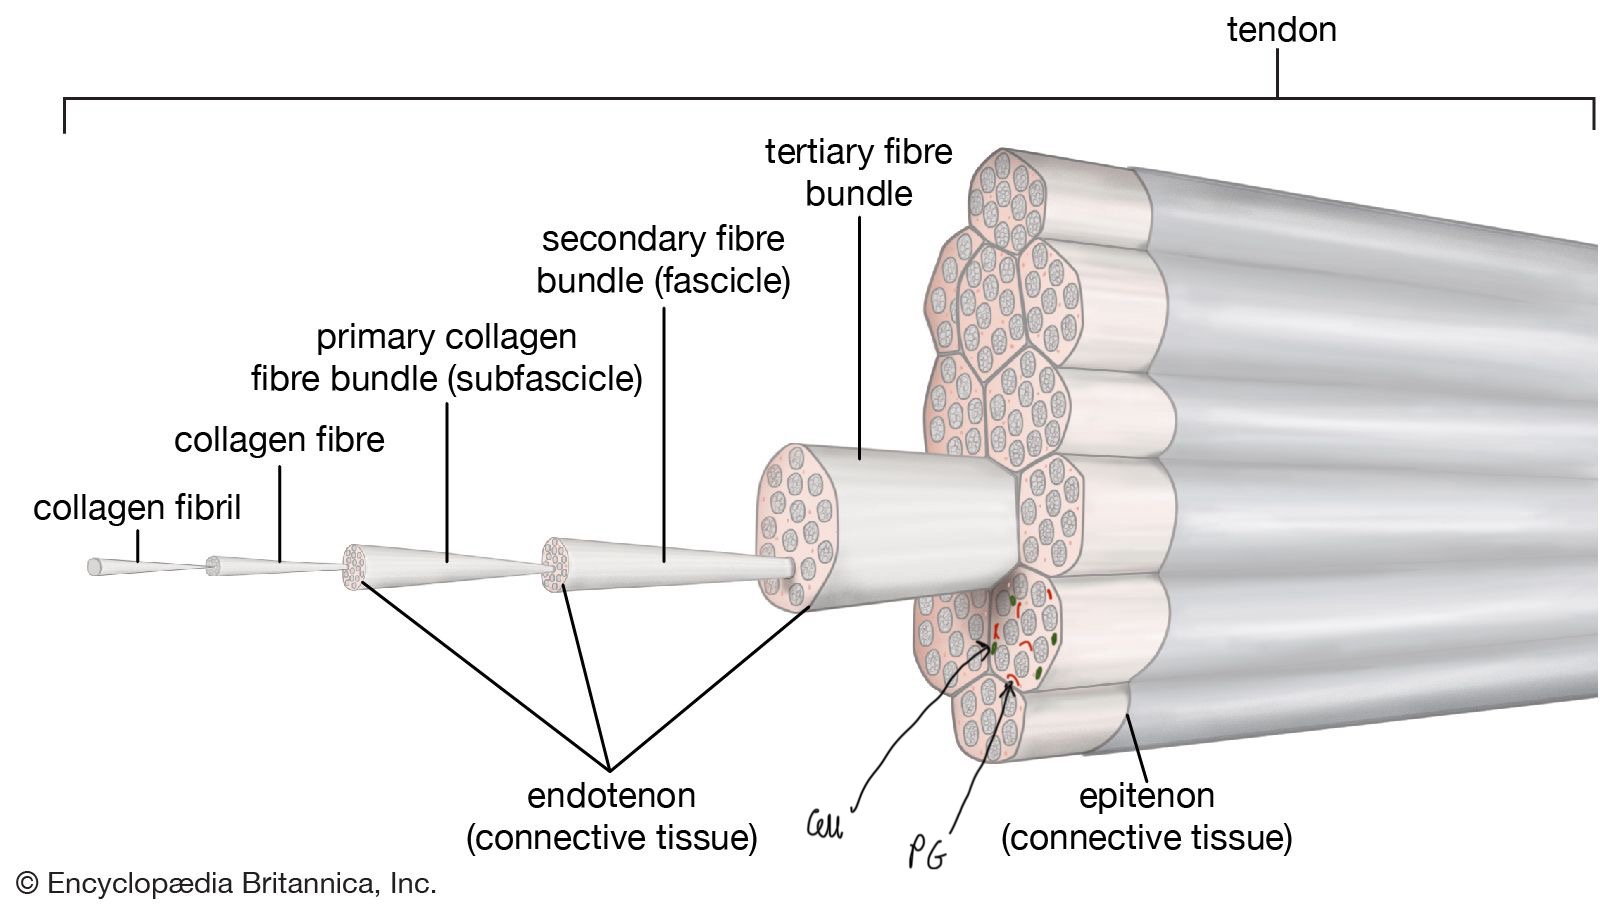 tendon
tertiary fibre
bundle
secondary fibre
bundle (fascicle)
primary collagen
fibre bundle (subfascicle)
collagen fibre
collagen fibril
endotenon
(connective tissue)
epitenon
(connective tissue)
Cell
PG
© Encyclopædia Britannica, Inc.